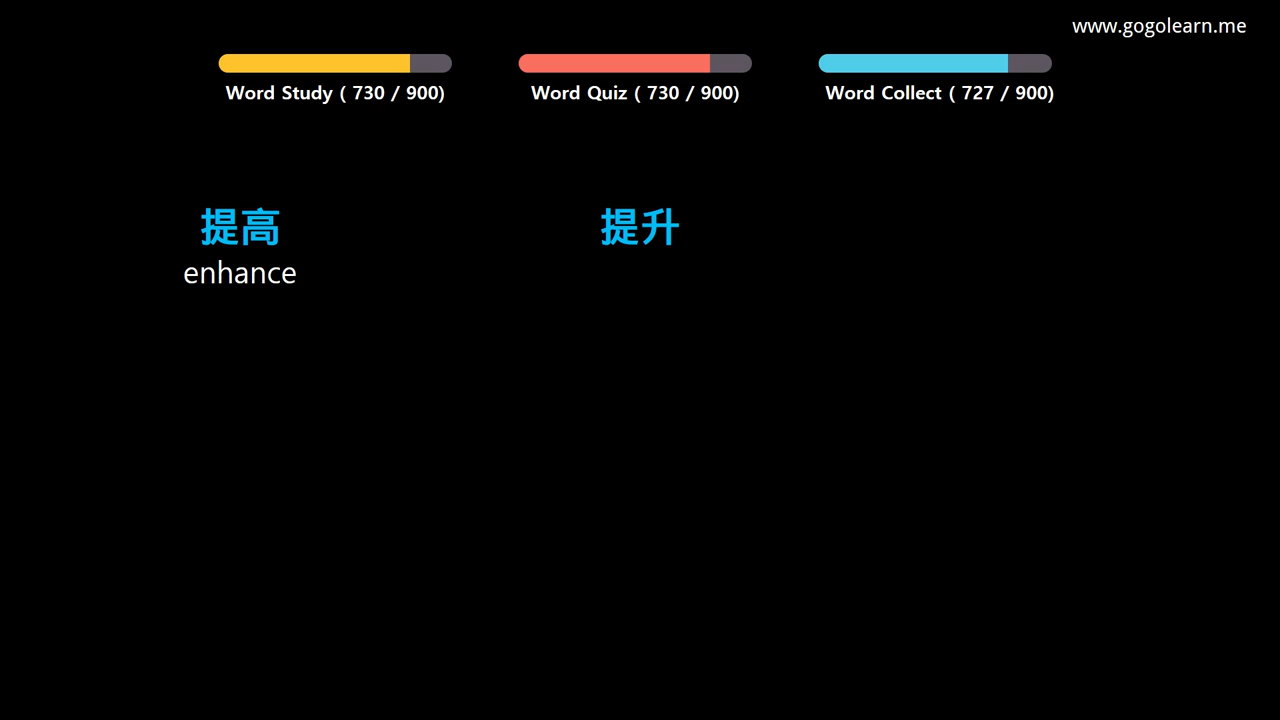 www.gogolearn.me
Word Study ( 730 / 900)
Word Quiz ( 730 / 900)
Word Collect ( 727 / 900)
提高
enhance
提升